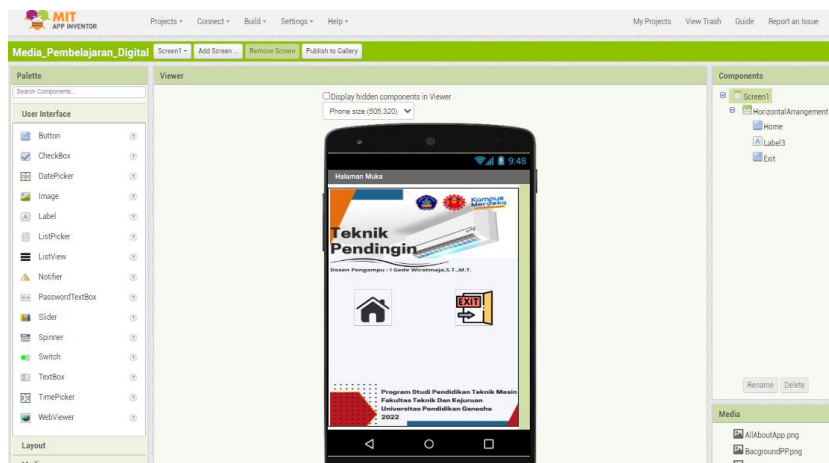 MIT
APP INVENTOR
Projects Connect Build Settings Help
My Projects View Trash Guide Report an Issue
Media_Pembelajaran_Digital Screen1 Add Screen ... Remove Screen Publish to Gallery
Palette
Search Components...
User Interface
Button
CheckBox
DatePicker
Image
Label
ListPicker
ListView
Notifier
PasswordTextBox
Slider
Spinner
Switch
TextBox
TimePicker
WebViewer
Layout
Viewer
Display hidden components in Viewer
Phone size (505,320)
9:48
Halaman Muka
Kampus
Merdeka
Teknik
Pendingin
Dosen Pengampu : I Gede Wiratmaja,S.T.,M.T.
EXIT
Program Studi Pendidikan Teknik Mesin
Fakultas Teknik Dan Kejuruan
Universitas Pendidikan Ganesha
2022
Components
Screen1
HorizontalArrangement
Home
A Label3
Exit
Rename Delete
Media
AllAboutApp.png
BacgroundPP.png